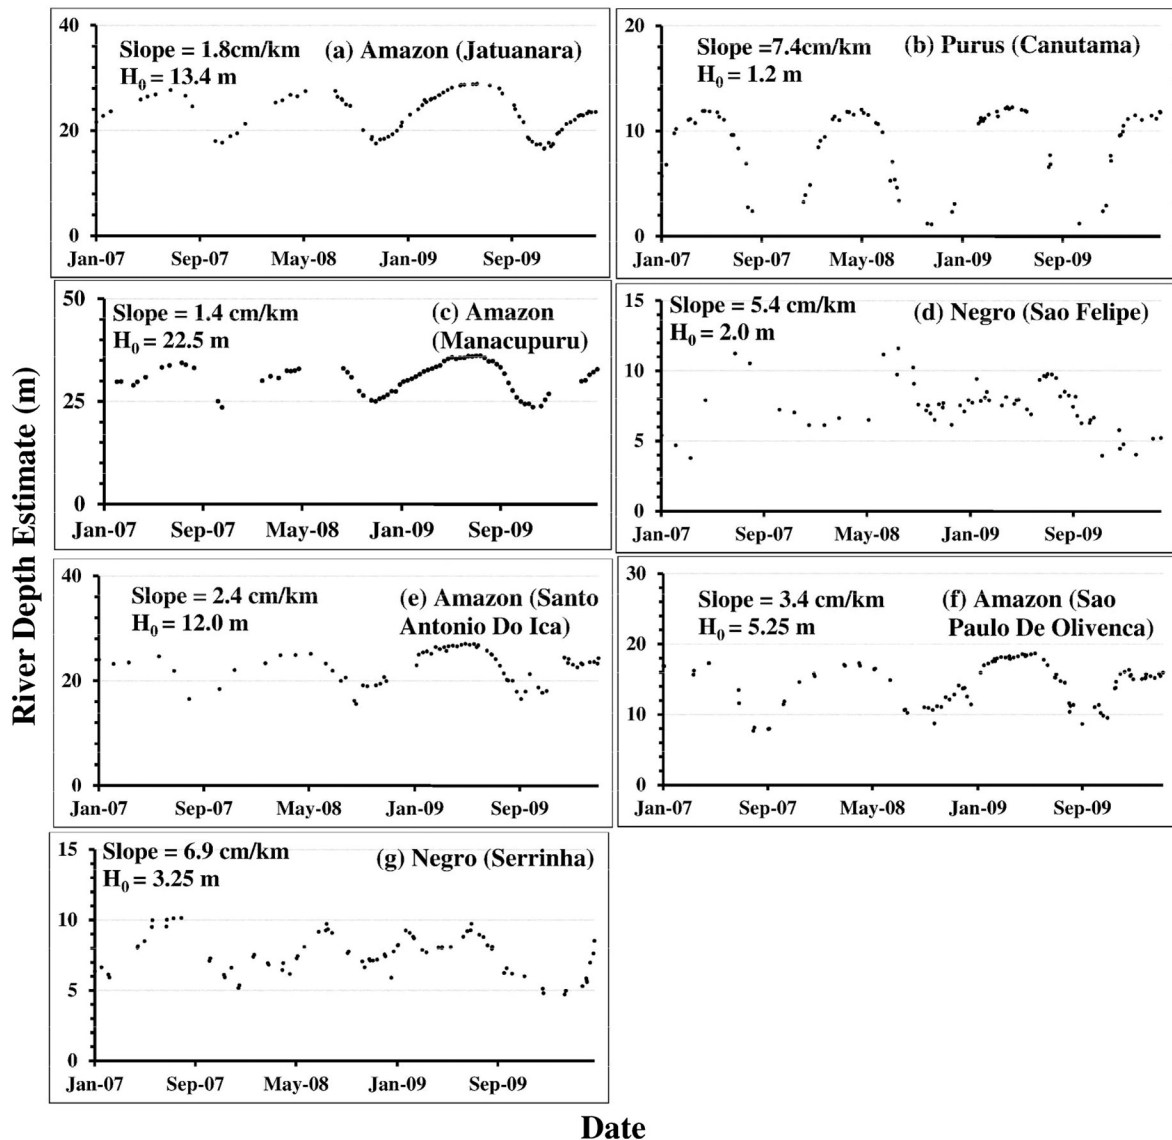 River Depth Estimate (m)
40
20
0
Slope = 1.8cm/km
H0 = 13.4 m
(a) Amazon (Jatuanara)
Jan-07 Sep-07 May-08 Jan-09 Sep-09
20
10
0
Slope =7.4cm/km
H0 = 1.2 m
(b) Purus (Canutama)
Jan-07 Sep-07 May-08 Jan-09 Sep-09
50
25
0
Slope = 1.4 cm/km
H0 = 22.5 m
(c) Amazon
(Manacupuru)
Jan-07 Sep-07 May-08 Jan-09 Sep-09
15
10
5
0
Slope = 5.4 cm/km
H0 = 2.0 m
(d) Negro (Sao Felipe)
Jan-07 Sep-07 May-08 Jan-09 Sep-09
40
20
0
Slope = 2.4 cm/km
H0 = 12.0 m
(e) Amazon (Santo
Antonio Do Ica)
Jan-07 Sep-07 May-08 Jan-09 Sep-09
30
20
10
0
Slope = 3.4 cm/km
H0 = 5.25 m
(f) Amazon (Sao
Paulo De Olivenca)
Jan-07 Sep-07 May-08 Jan-09 Sep-09
15
10
5
0
Slope = 6.9 cm/km
H0 = 3.25 m
(g) Negro (Serrinha)
Jan-07 Sep-07 May-08 Jan-09 Sep-09
Date